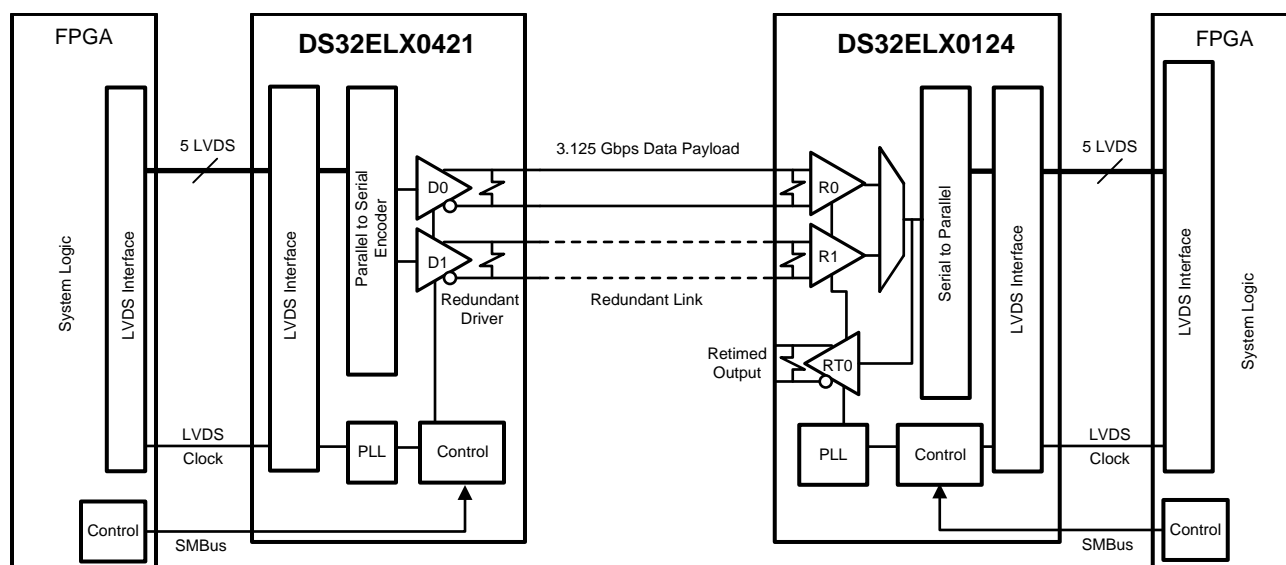 FPGA
DS32ELX0421
DS32ELX0124
FPGA
5 LVDS
3.125 Gbps Data Payload
5 LVDS
System Logic
LVDS Interface
LVDS Interface
Parallel to Serial
Encoder
D0
D1
Redundant
Driver
Redundant Link
R0
R1
RT0
Retimed
Output
Serial to Parallel
LVDS Interface
LVDS Interface
System Logic
LVDS
Clock
PLL
Control
PLL
Control
LVDS
Clock
Control
SMBus
SMBus
Control